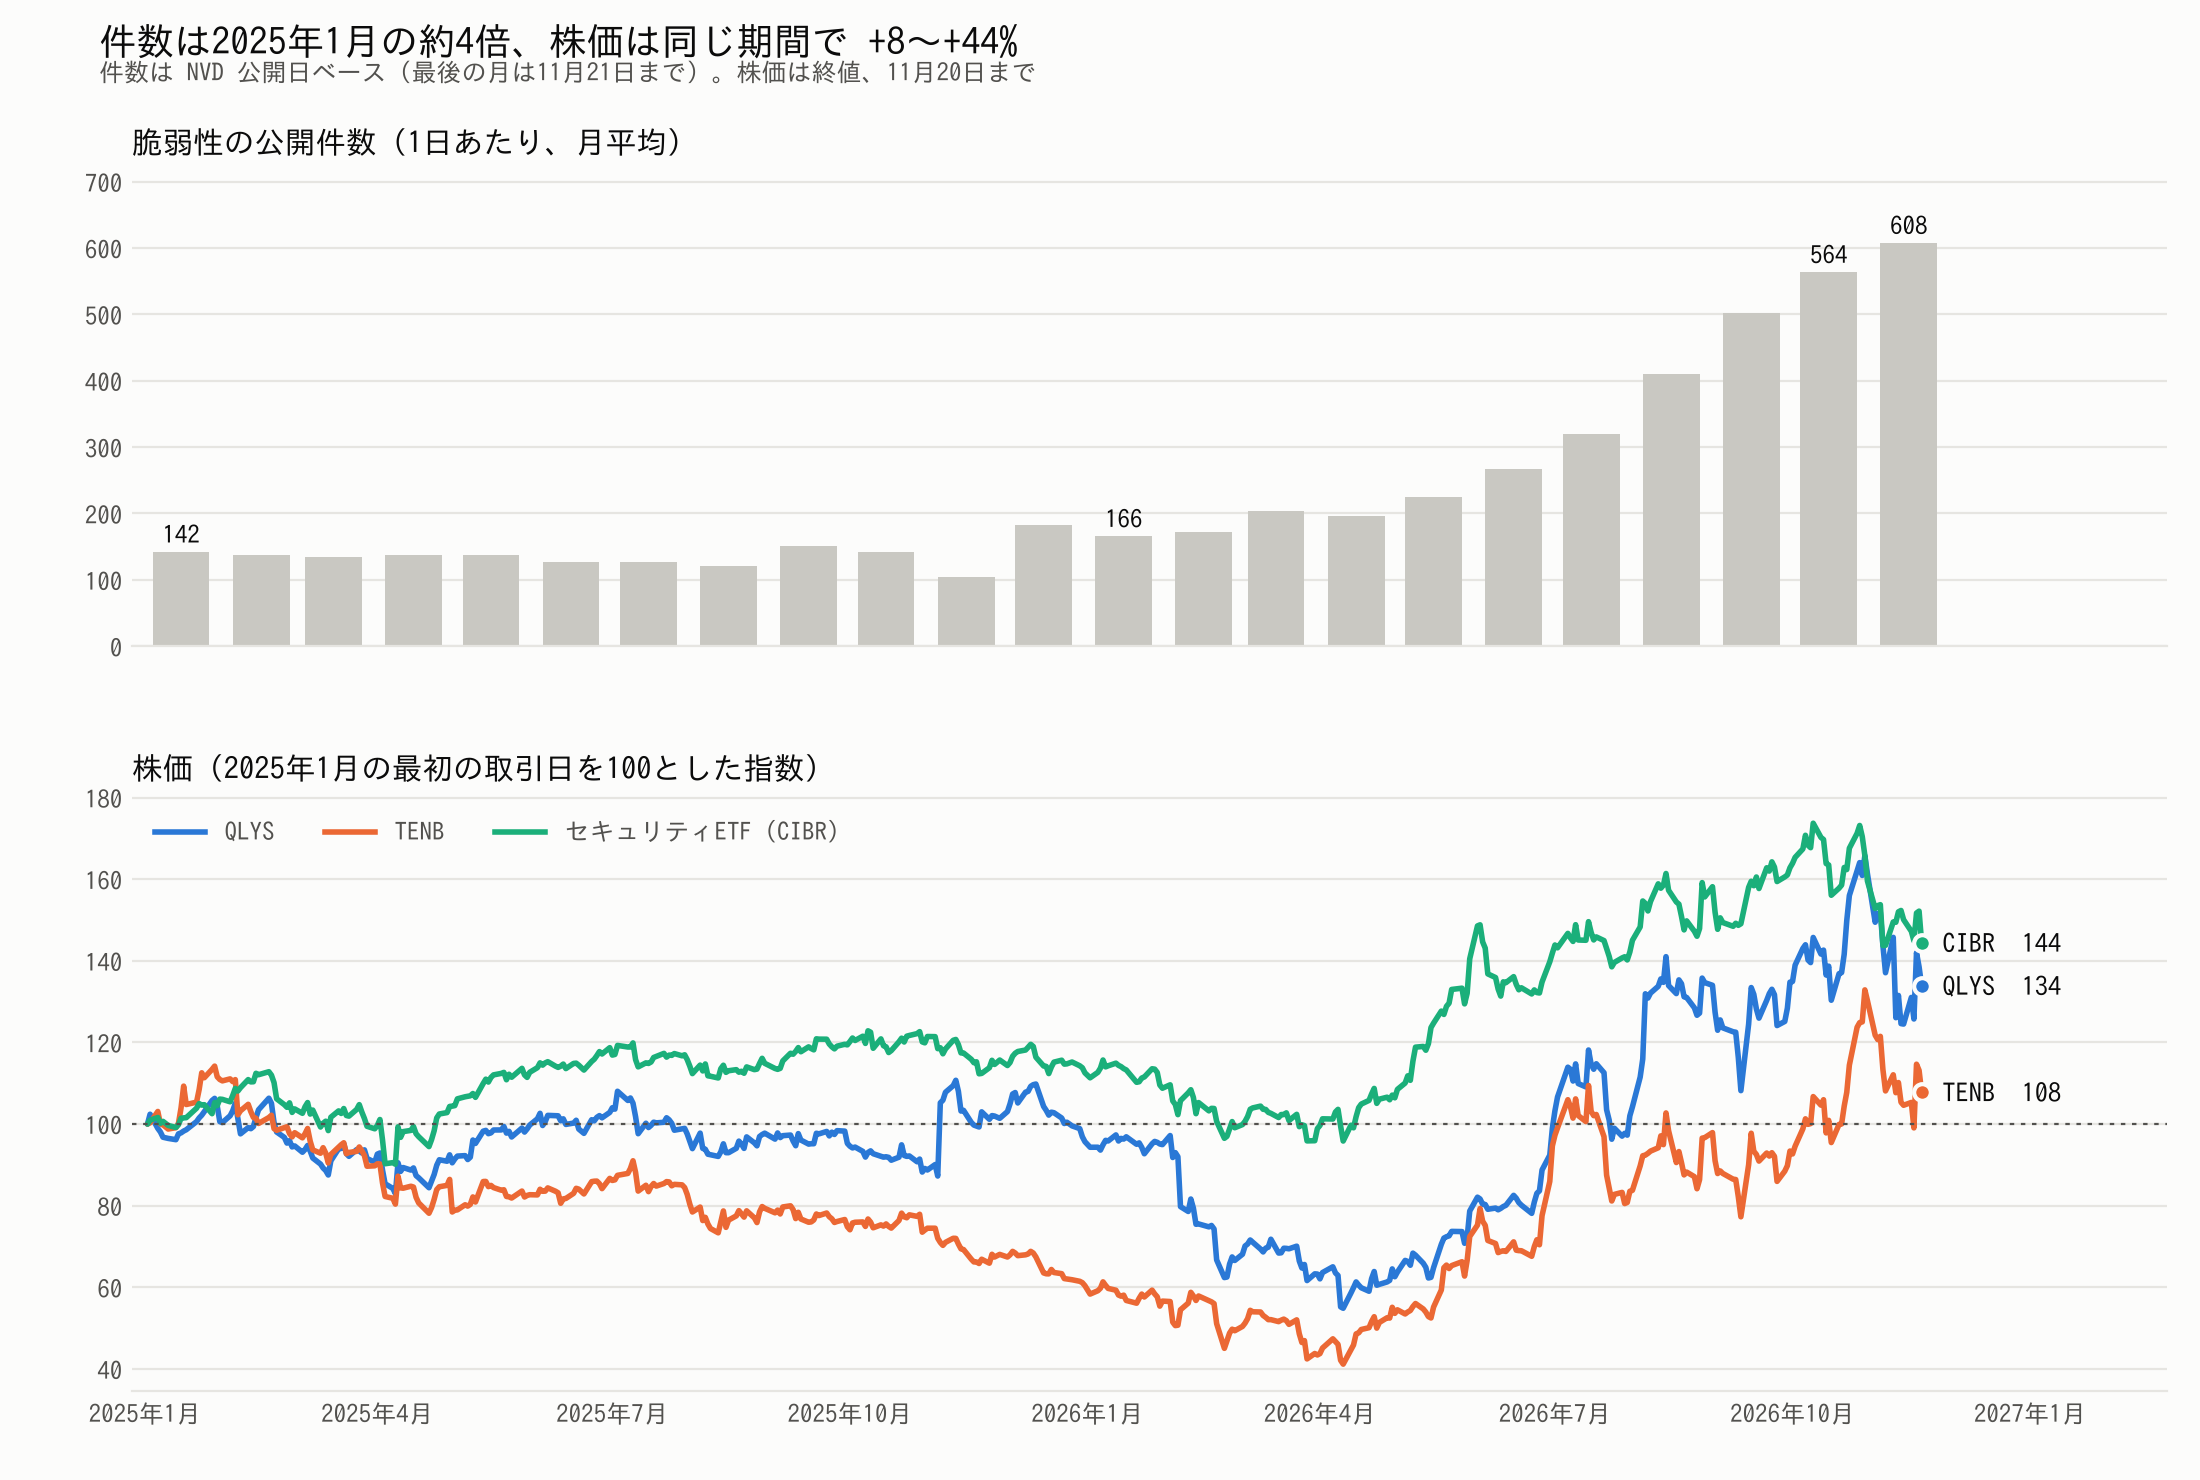 件数は2025年1月の約4倍、株価は同じ期間で +8〜+44%
件数は NVD 公開日ベース（最後の月は11月21日まで）。株価は終値、11月20日まで
脆弱性の公開件数（1日あたり、月平均）
700
600
500
400
300
200
100
0
142
166
564
608
株価（2025年1月の最初の取引日を100とした指数）
180
160
140
120
100
80
60
40
QLYS TENB セキュリティETF（CIBR）
CIBR 144
QLYS 134
TENB 108
2025年1月 2025年4月 2025年7月 2025年10月 2026年1月 2026年4月 2026年7月 2026年10月 2027年1月